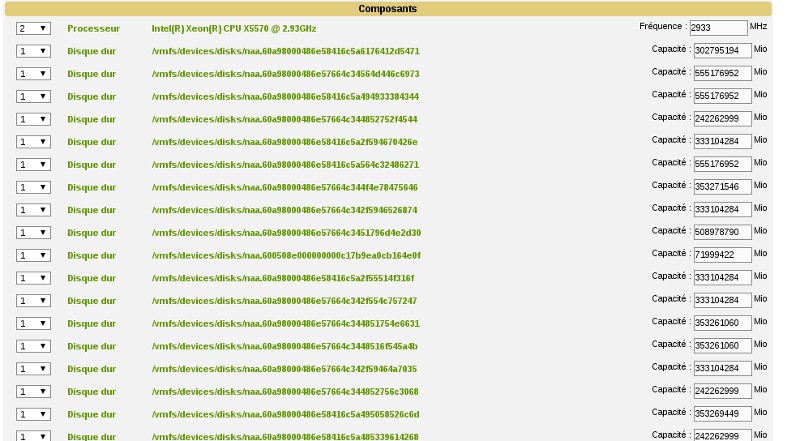 Composants
2 Processeur Intel(R) Xeon(R) CPU X5570 @ 2.93GHz Fréquence : 2933 MHz
1 Disque dur /vmfs/devices/disks/naa.60a98000486e58416c5a6176412d5471 Capacité : 302795194 Mio
1 Disque dur /vmfs/devices/disks/naa.60a98000486e57664c34564d446c6973 Capacité : 555176952 Mio
1 Disque dur /vmfs/devices/disks/naa.60a98000486e58416c5a494933384344 Capacité : 555176952 Mio
1 Disque dur /vmfs/devices/disks/naa.60a98000486e57664c344852752f4544 Capacité : 242262999 Mio
1 Disque dur /vmfs/devices/disks/naa.60a98000486e58416c5a2f594670426e Capacité : 333104284 Mio
1 Disque dur /vmfs/devices/disks/naa.60a98000486e58416c5a564c32486271 Capacité : 555176952 Mio
1 Disque dur /vmfs/devices/disks/naa.60a98000486e57664c344f4e78475646 Capacité : 353271546 Mio
1 Disque dur /vmfs/devices/disks/naa.60a98000486e57664c342f5946526874 Capacité : 333104284 Mio
1 Disque dur /vmfs/devices/disks/naa.60a98000486e57664c3451796d4e2d30 Capacité : 508978790 Mio
1 Disque dur /vmfs/devices/disks/naa.600508e000000000c17b9ea0cb164e0f Capacité : 71999422 Mio
1 Disque dur /vmfs/devices/disks/naa.60a98000486e58416c5a2f55514f316f Capacité : 333104284 Mio
1 Disque dur /vmfs/devices/disks/naa.60a98000486e57664c342f554c757247 Capacité : 333104284 Mio
1 Disque dur /vmfs/devices/disks/naa.60a98000486e57664c344851754e6631 Capacité : 353261060 Mio
1 Disque dur /vmfs/devices/disks/naa.60a98000486e57664c3448516f545a4b Capacité : 353261060 Mio
1 Disque dur /vmfs/devices/disks/naa.60a98000486e57664c342f59464a7035 Capacité : 333104284 Mio
1 Disque dur /vmfs/devices/disks/naa.60a98000486e57664c344852756c3068 Capacité : 242262999 Mio
1 Disque dur /vmfs/devices/disks/naa.60a98000486e58416c5a495058526c6d Capacité : 353269449 Mio
1 Disque dur /vmfs/devices/disks/naa.60a98000486e58416c5a485339614268 Capacité : 242262999 Mio